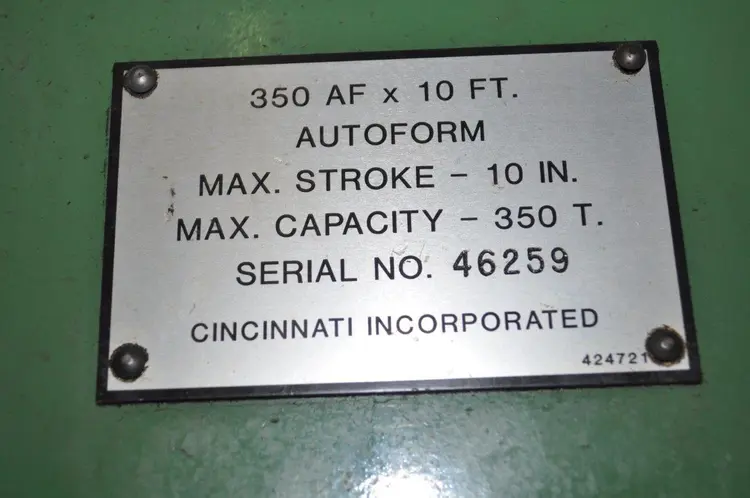 350 AF x 10 FT.
AUTOFORM
MAX. STROKE – 10 IN.
MAX. CAPACITY – 350 T.
SERIAL NO. 46259
CINCINNATI INCORPORATED
424721